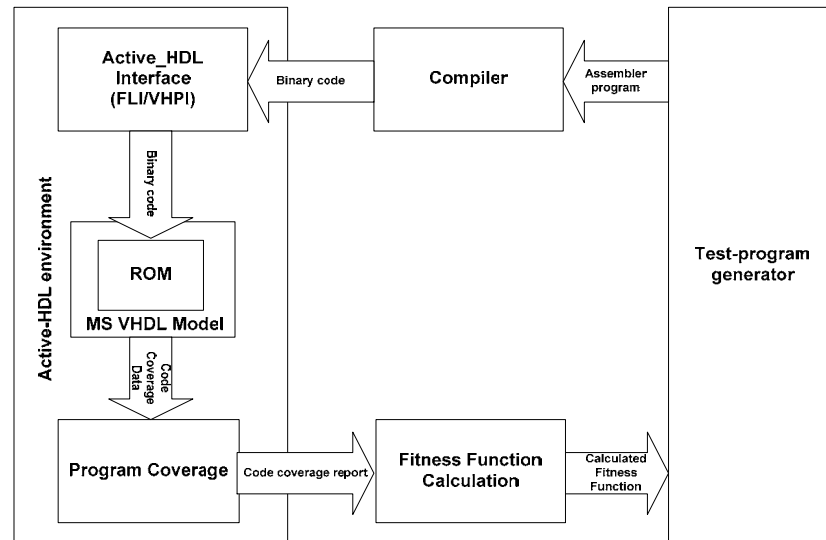 Active_HDL
Interface
(FLI/VHPI)
Binary code
Compiler
Assembler
program
Binary code
Active-HDL environment
ROM
MS VHDL Model
Test-program
generator
Code
Coverage
Data
Program Coverage
Code coverage report
Fitness Function
Calculation
Calculated
Fitness
Function